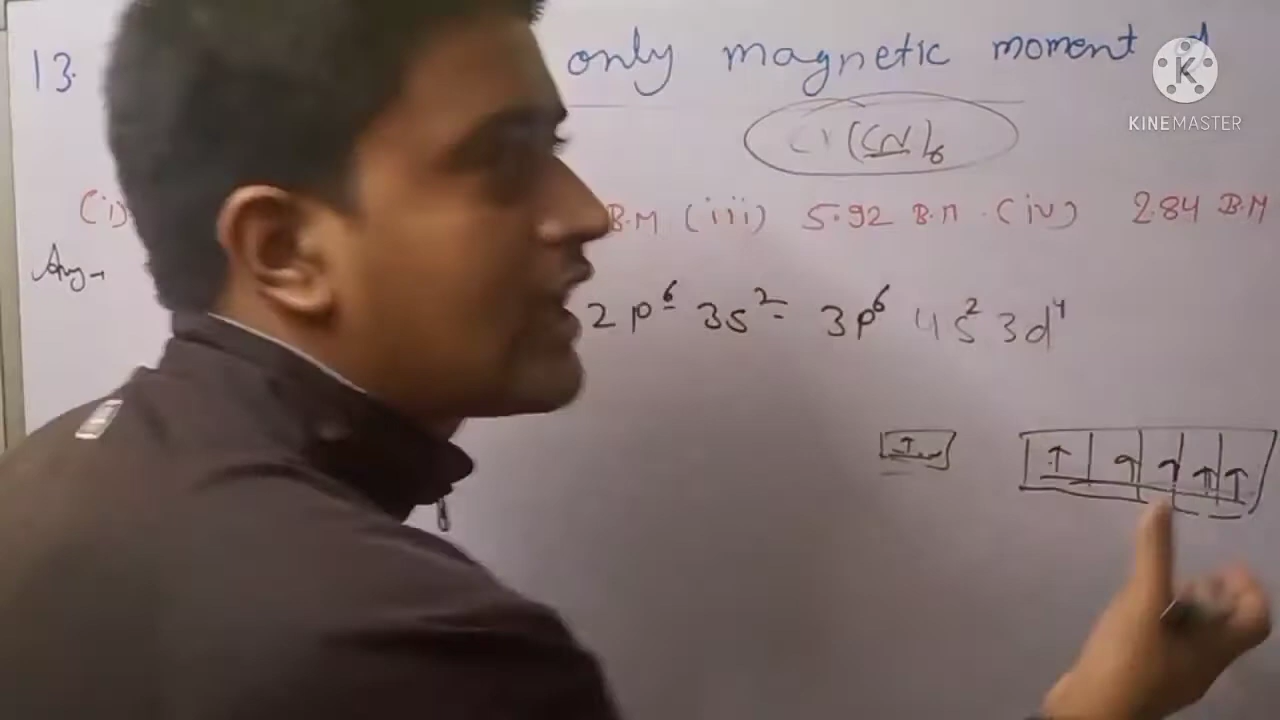 13. only magnetic moment
(CN)6
(i) B.M (iii) 5.92 B.M. (iv) 2.84 B.M
Ans→ 2p⁶ 3s² 3p⁶ 4s² 3d⁴
↑ ↑ ↑ ↑ ↑ ↑
K
KINEMASTER